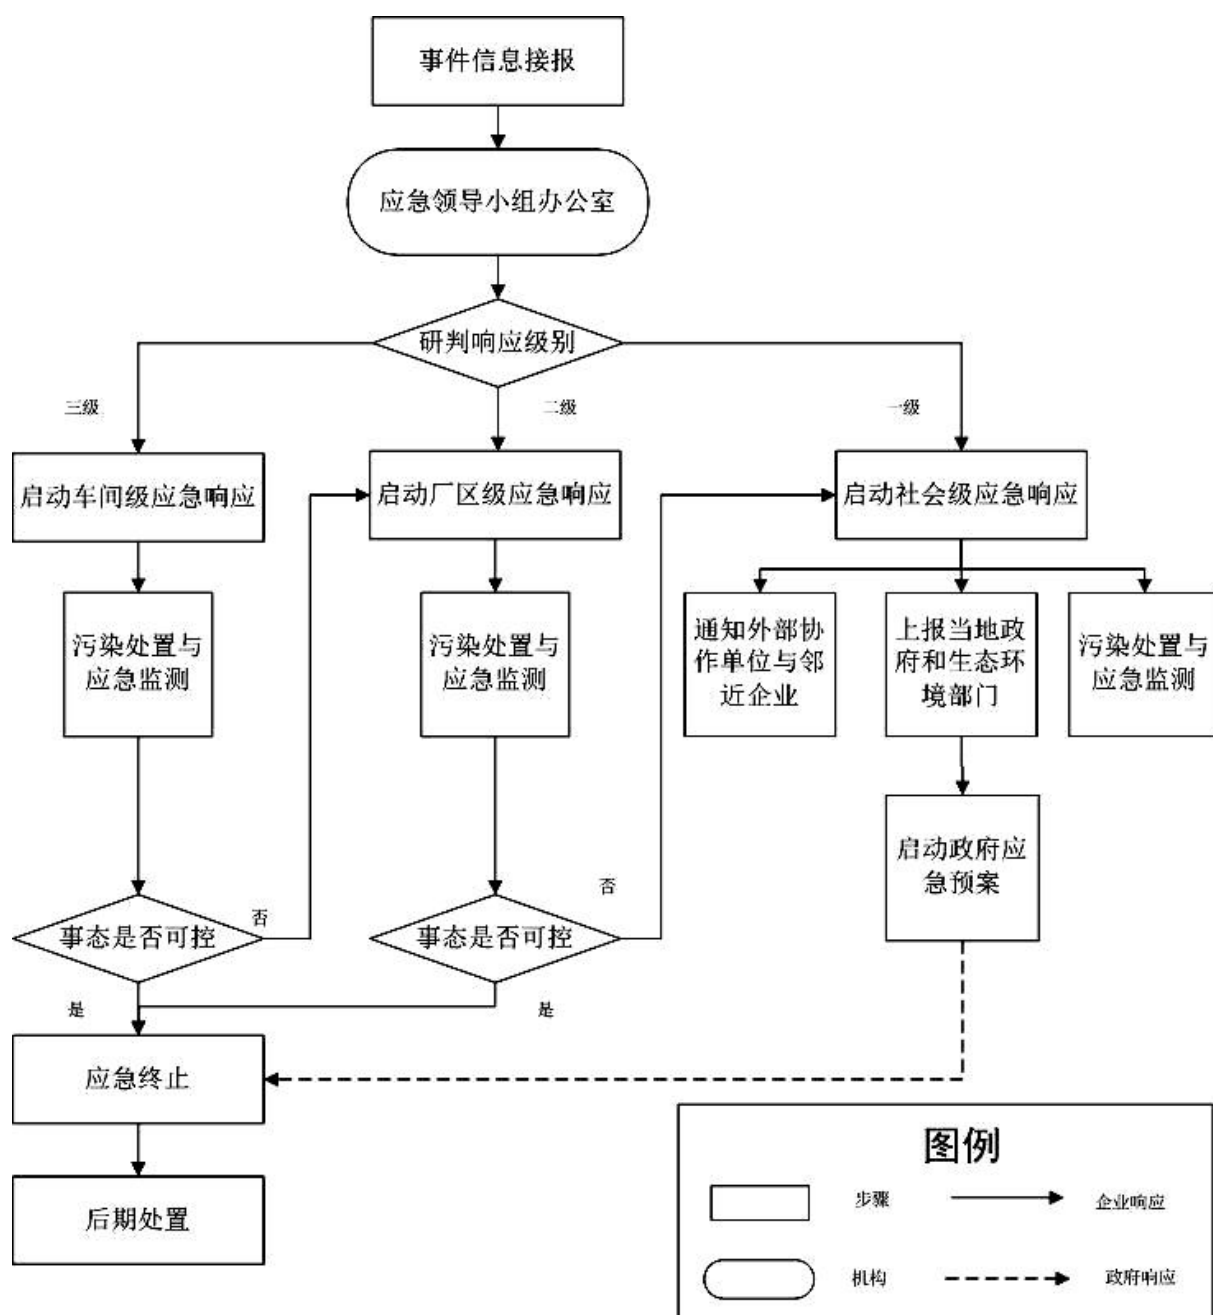 事件信息接报
应急领导小组办公室
研判响应级别
三级
二级
一级
启动车间级应急响应
启动厂区级应急响应
启动社会级应急响应
污染处置与
应急监测
污染处置与
应急监测
通知外部协
作单位与邻
近企业
上报当地政
府和生态环
境部门
污染处置与
应急监测
启动政府应
急预案
事态是否可控
否
事态是否可控
否
是
是
应急终止
后期处置
图例
步骤
企业响应
机构
政府响应